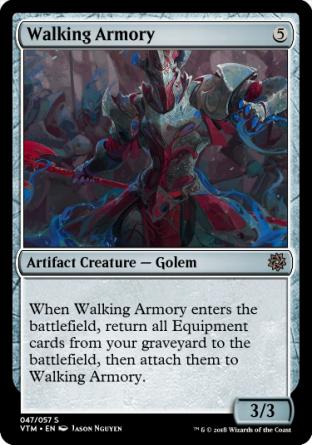 Walking Armory 5
Artifact Creature — Golem
When Walking Armory enters the
battlefield, return all Equipment
cards from your graveyard to the
battlefield, then attach them to
Walking Armory.
3/3
047/057 S
VTM • EN Jason Nguyen
™ & © 2018 Wizards of the Coast